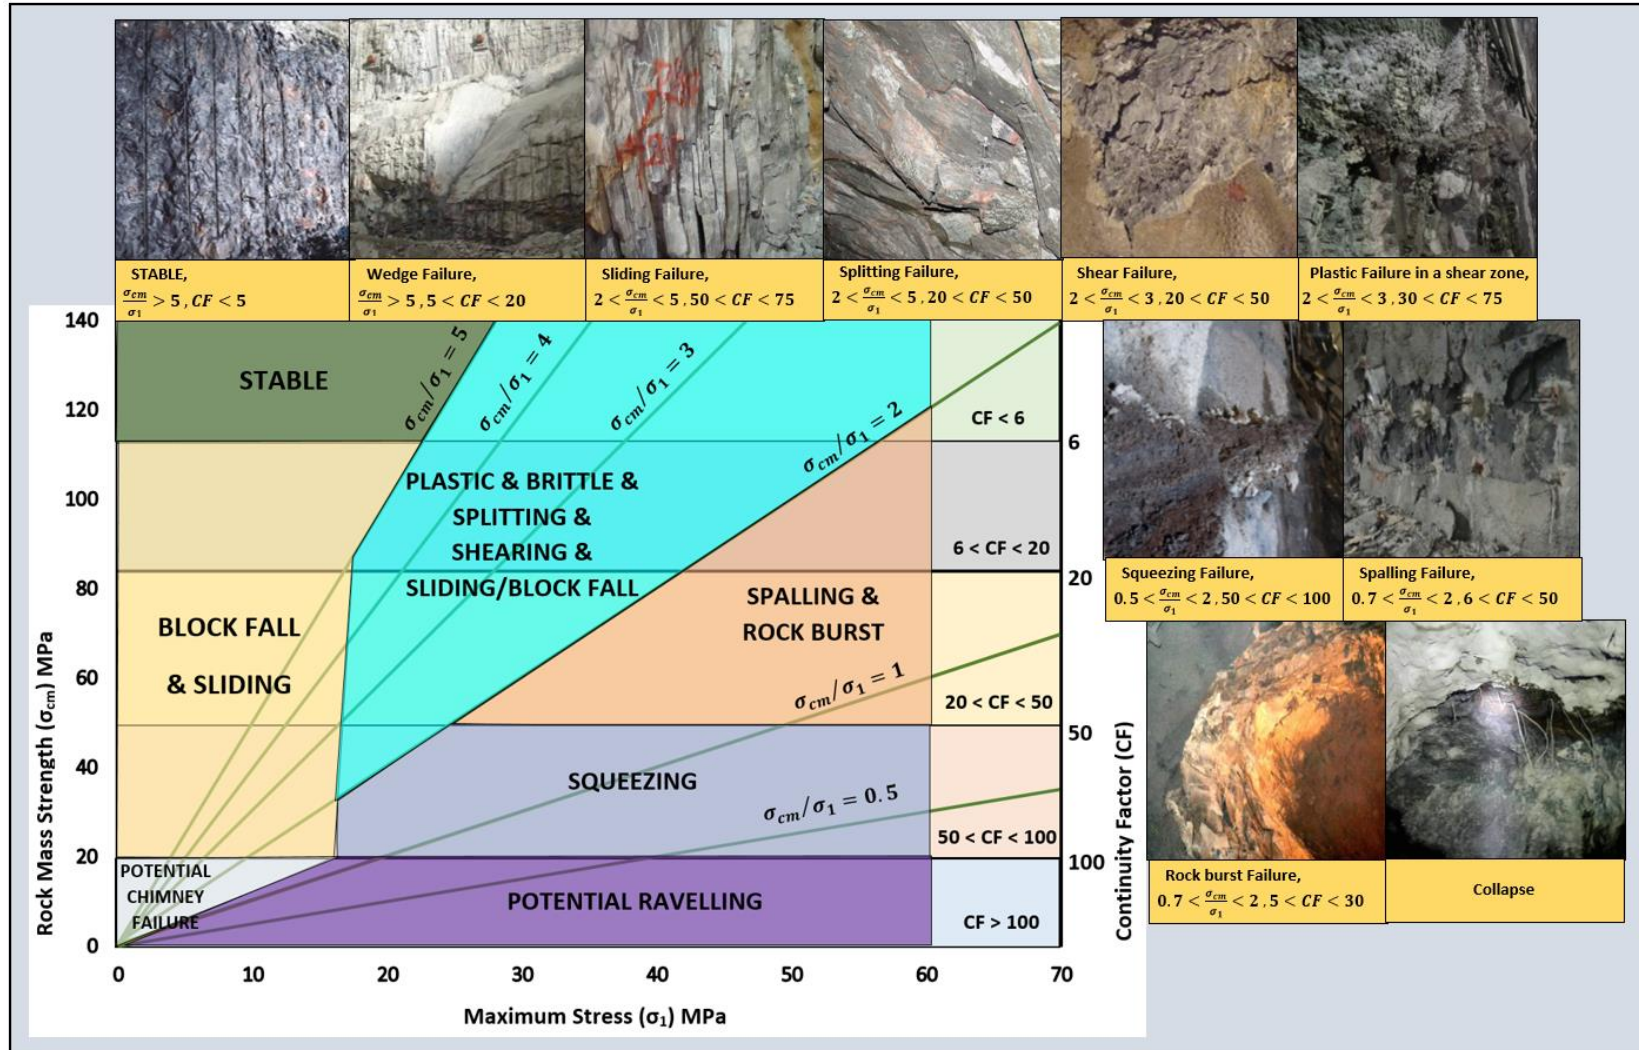 STABLE,
σcm/σ1 > 5 , CF < 5
Wedge Failure,
σcm/σ1 > 5 , 5 < CF < 20
Sliding Failure,
2 < σcm/σ1 < 5 , 50 < CF < 75
Splitting Failure,
2 < σcm/σ1 < 5 , 20 < CF < 50
Shear Failure,
2 < σcm/σ1 < 3 , 20 < CF < 50
Plastic Failure in a shear zone,
2 < σcm/σ1 < 3 , 30 < CF < 75
Squeezing Failure,
0.5 < σcm/σ1 < 2 , 50 < CF < 100
Spalling Failure,
0.7 < σcm/σ1 < 2 , 6 < CF < 50
Rock burst Failure,
0.7 < σcm/σ1 < 2 , 5 < CF < 30
Collapse
Rock Mass Strength (σcm) MPa
140
120
100
80
60
40
20
0
STABLE
σcm/σ1 = 5
σcm/σ1 = 4
σcm/σ1 = 3
σcm/σ1 = 2
σcm/σ1 = 1
σcm/σ1 = 0.5
PLASTIC & BRITTLE &
SPLITTING &
SHEARING &
SLIDING/BLOCK FALL
BLOCK FALL
& SLIDING
SPALLING &
ROCK BURST
SQUEEZING
POTENTIAL
CHIMNEY
FAILURE
POTENTIAL RAVELLING
CF < 6
6 < CF < 20
20 < CF < 50
50 < CF < 100
CF > 100
6
20
50
100
Continuity Factor (CF)
0
10
20
30
40
50
60
70
Maximum Stress (σ1) MPa